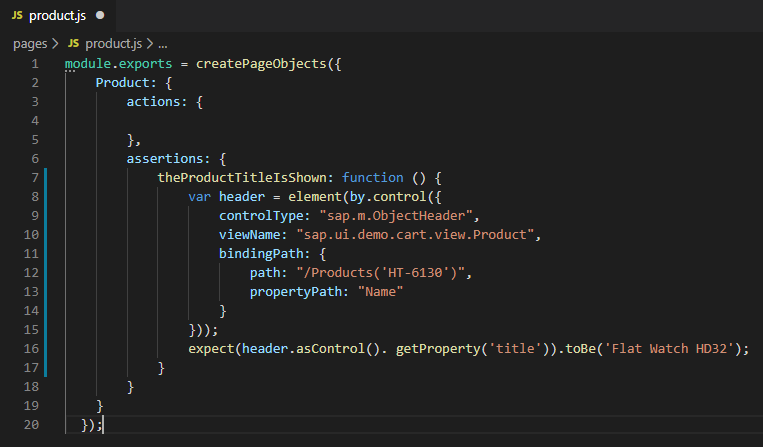 JS product.js ●
pages > JS product.js > ...
1 module.exports = createPageObjects({
2     Product: {
3         actions: {
4
5         },
6         assertions: {
7             theProductTitleIsShown: function () {
8                 var header = element(by.control({
9                     controlType: "sap.m.ObjectHeader",
10                     viewName: "sap.ui.demo.cart.view.Product",
11                     bindingPath: {
12                         path: "/Products('HT-6130')",
13                         propertyPath: "Name"
14                     }
15                 }));
16                 expect(header.asControl(). getProperty('title')).toBe('Flat Watch HD32');
17             }
18         }
19     }
20   });